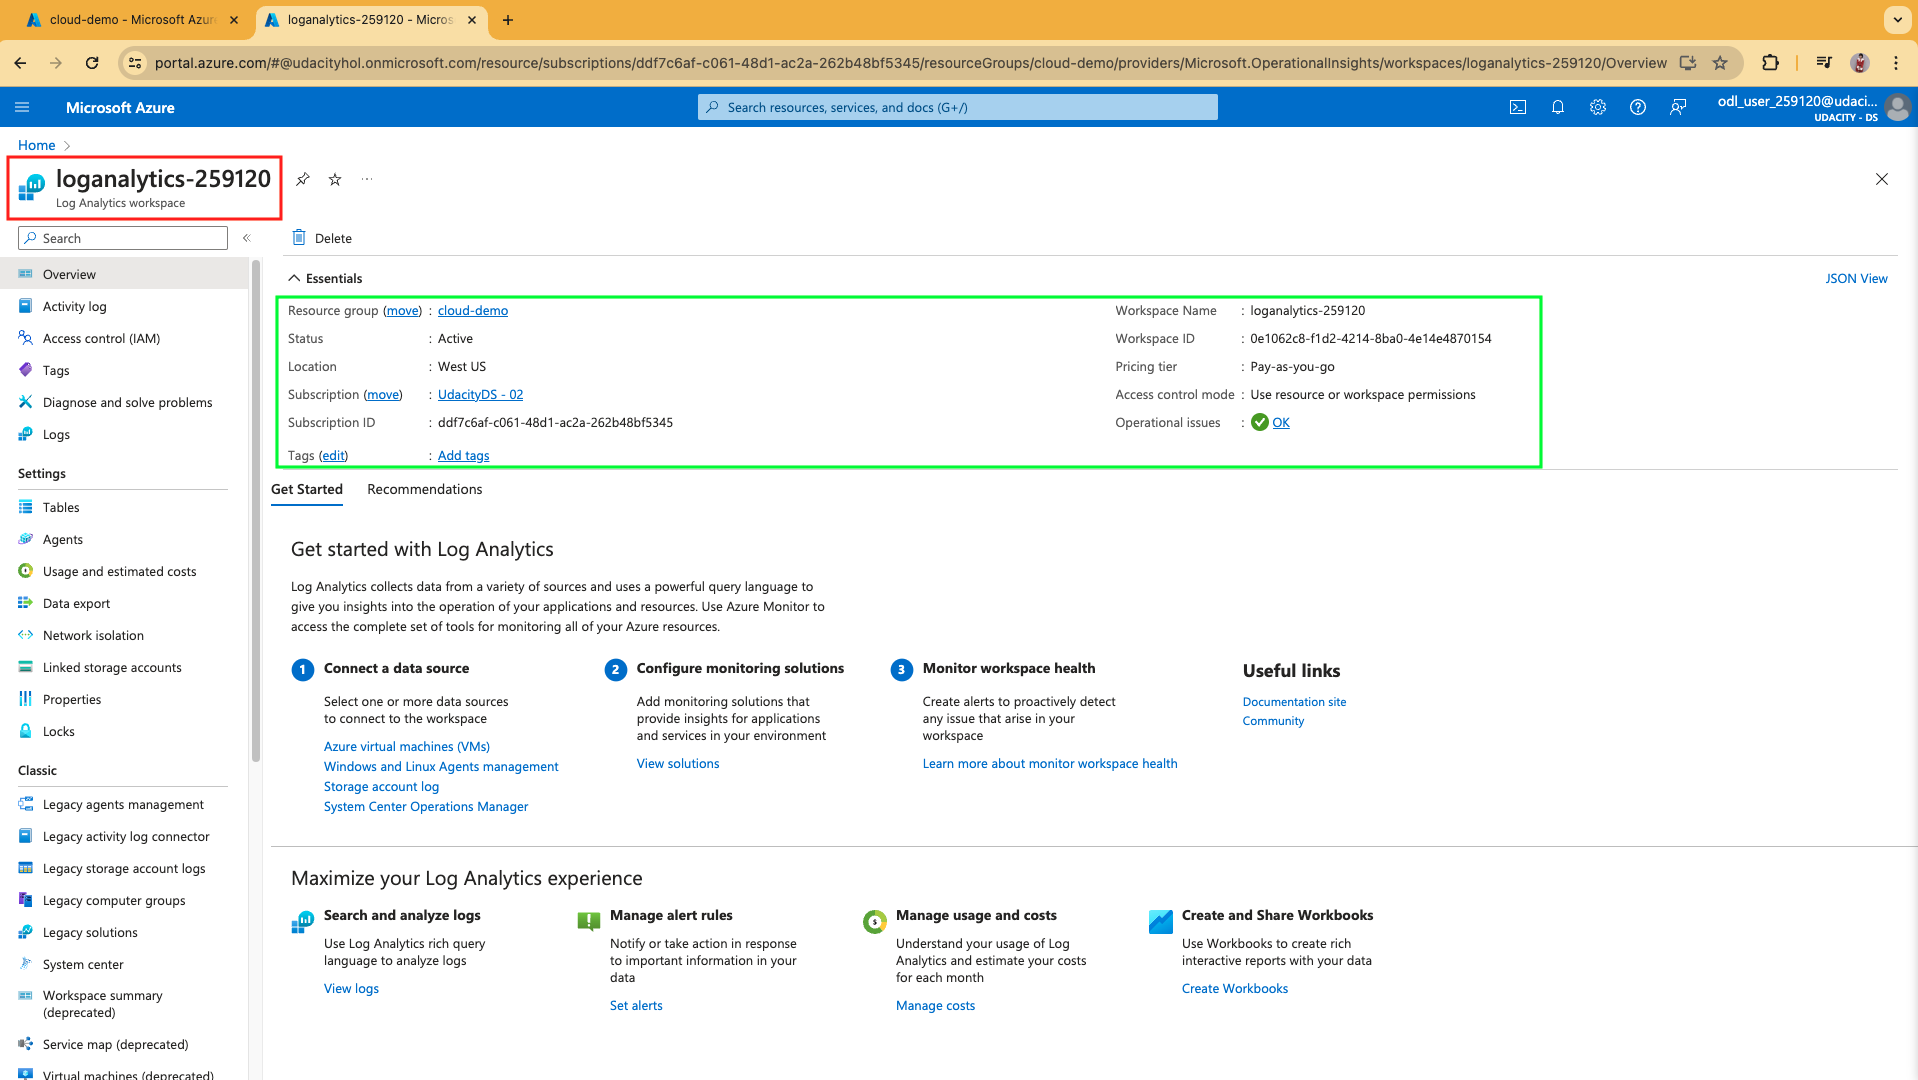 cloud-demo - Microsoft Azur
loganalytics-259120 - Micros
portal.azure.com/#@udacityhol.onmicrosoft.com/resource/subscriptions/ddf7c6af-c061-48d1-ac2a-262b48bf5345/resourceGroups/cloud-demo/providers/Microsoft.OperationalInsights/workspaces/loganalytics-259120/Overview
Microsoft Azure
Search resources, services, and docs (G+/)
odl_user_259120@udaci...
UDACITY - DS
Home
loganalytics-259120
Log Analytics workspace
Search
Delete
Overview
Activity log
Access control (IAM)
Tags
Diagnose and solve problems
Logs
Settings
Tables
Agents
Usage and estimated costs
Data export
Network isolation
Linked storage accounts
Properties
Locks
Classic
Legacy agents management
Legacy activity log connector
Legacy storage account logs
Legacy computer groups
Legacy solutions
System center
Workspace summary
(deprecated)
Service map (deprecated)
Virtual machines (deprecated)
Essentials
JSON View
Resource group (move) : cloud-demo
Status : Active
Location : West US
Subscription (move) : UdacityDS - 02
Subscription ID : ddf7c6af-c061-48d1-ac2a-262b48bf5345
Tags (edit) : Add tags
Workspace Name : loganalytics-259120
Workspace ID : 0e1062c8-f1d2-4214-8ba0-4e14e4870154
Pricing tier : Pay-as-you-go
Access control mode : Use resource or workspace permissions
Operational issues : OK
Get Started
Recommendations
Get started with Log Analytics
Log Analytics collects data from a variety of sources and uses a powerful query language to
give you insights into the operation of your applications and resources. Use Azure Monitor to
access the complete set of tools for monitoring all of your Azure resources.
1 Connect a data source
Select one or more data sources
to connect to the workspace
Azure virtual machines (VMs)
Windows and Linux Agents management
Storage account log
System Center Operations Manager
2 Configure monitoring solutions
Add monitoring solutions that
provide insights for applications
and services in your environment
View solutions
3 Monitor workspace health
Create alerts to proactively detect
any issue that arise in your
workspace
Learn more about monitor workspace health
Useful links
Documentation site
Community
Maximize your Log Analytics experience
Search and analyze logs
Use Log Analytics rich query
language to analyze logs
View logs
Manage alert rules
Notify or take action in response
to important information in your
data
Set alerts
Manage usage and costs
Understand your usage of Log
Analytics and estimate your costs
for each month
Manage costs
Create and Share Workbooks
Use Workbooks to create rich
interactive reports with your data
Create Workbooks